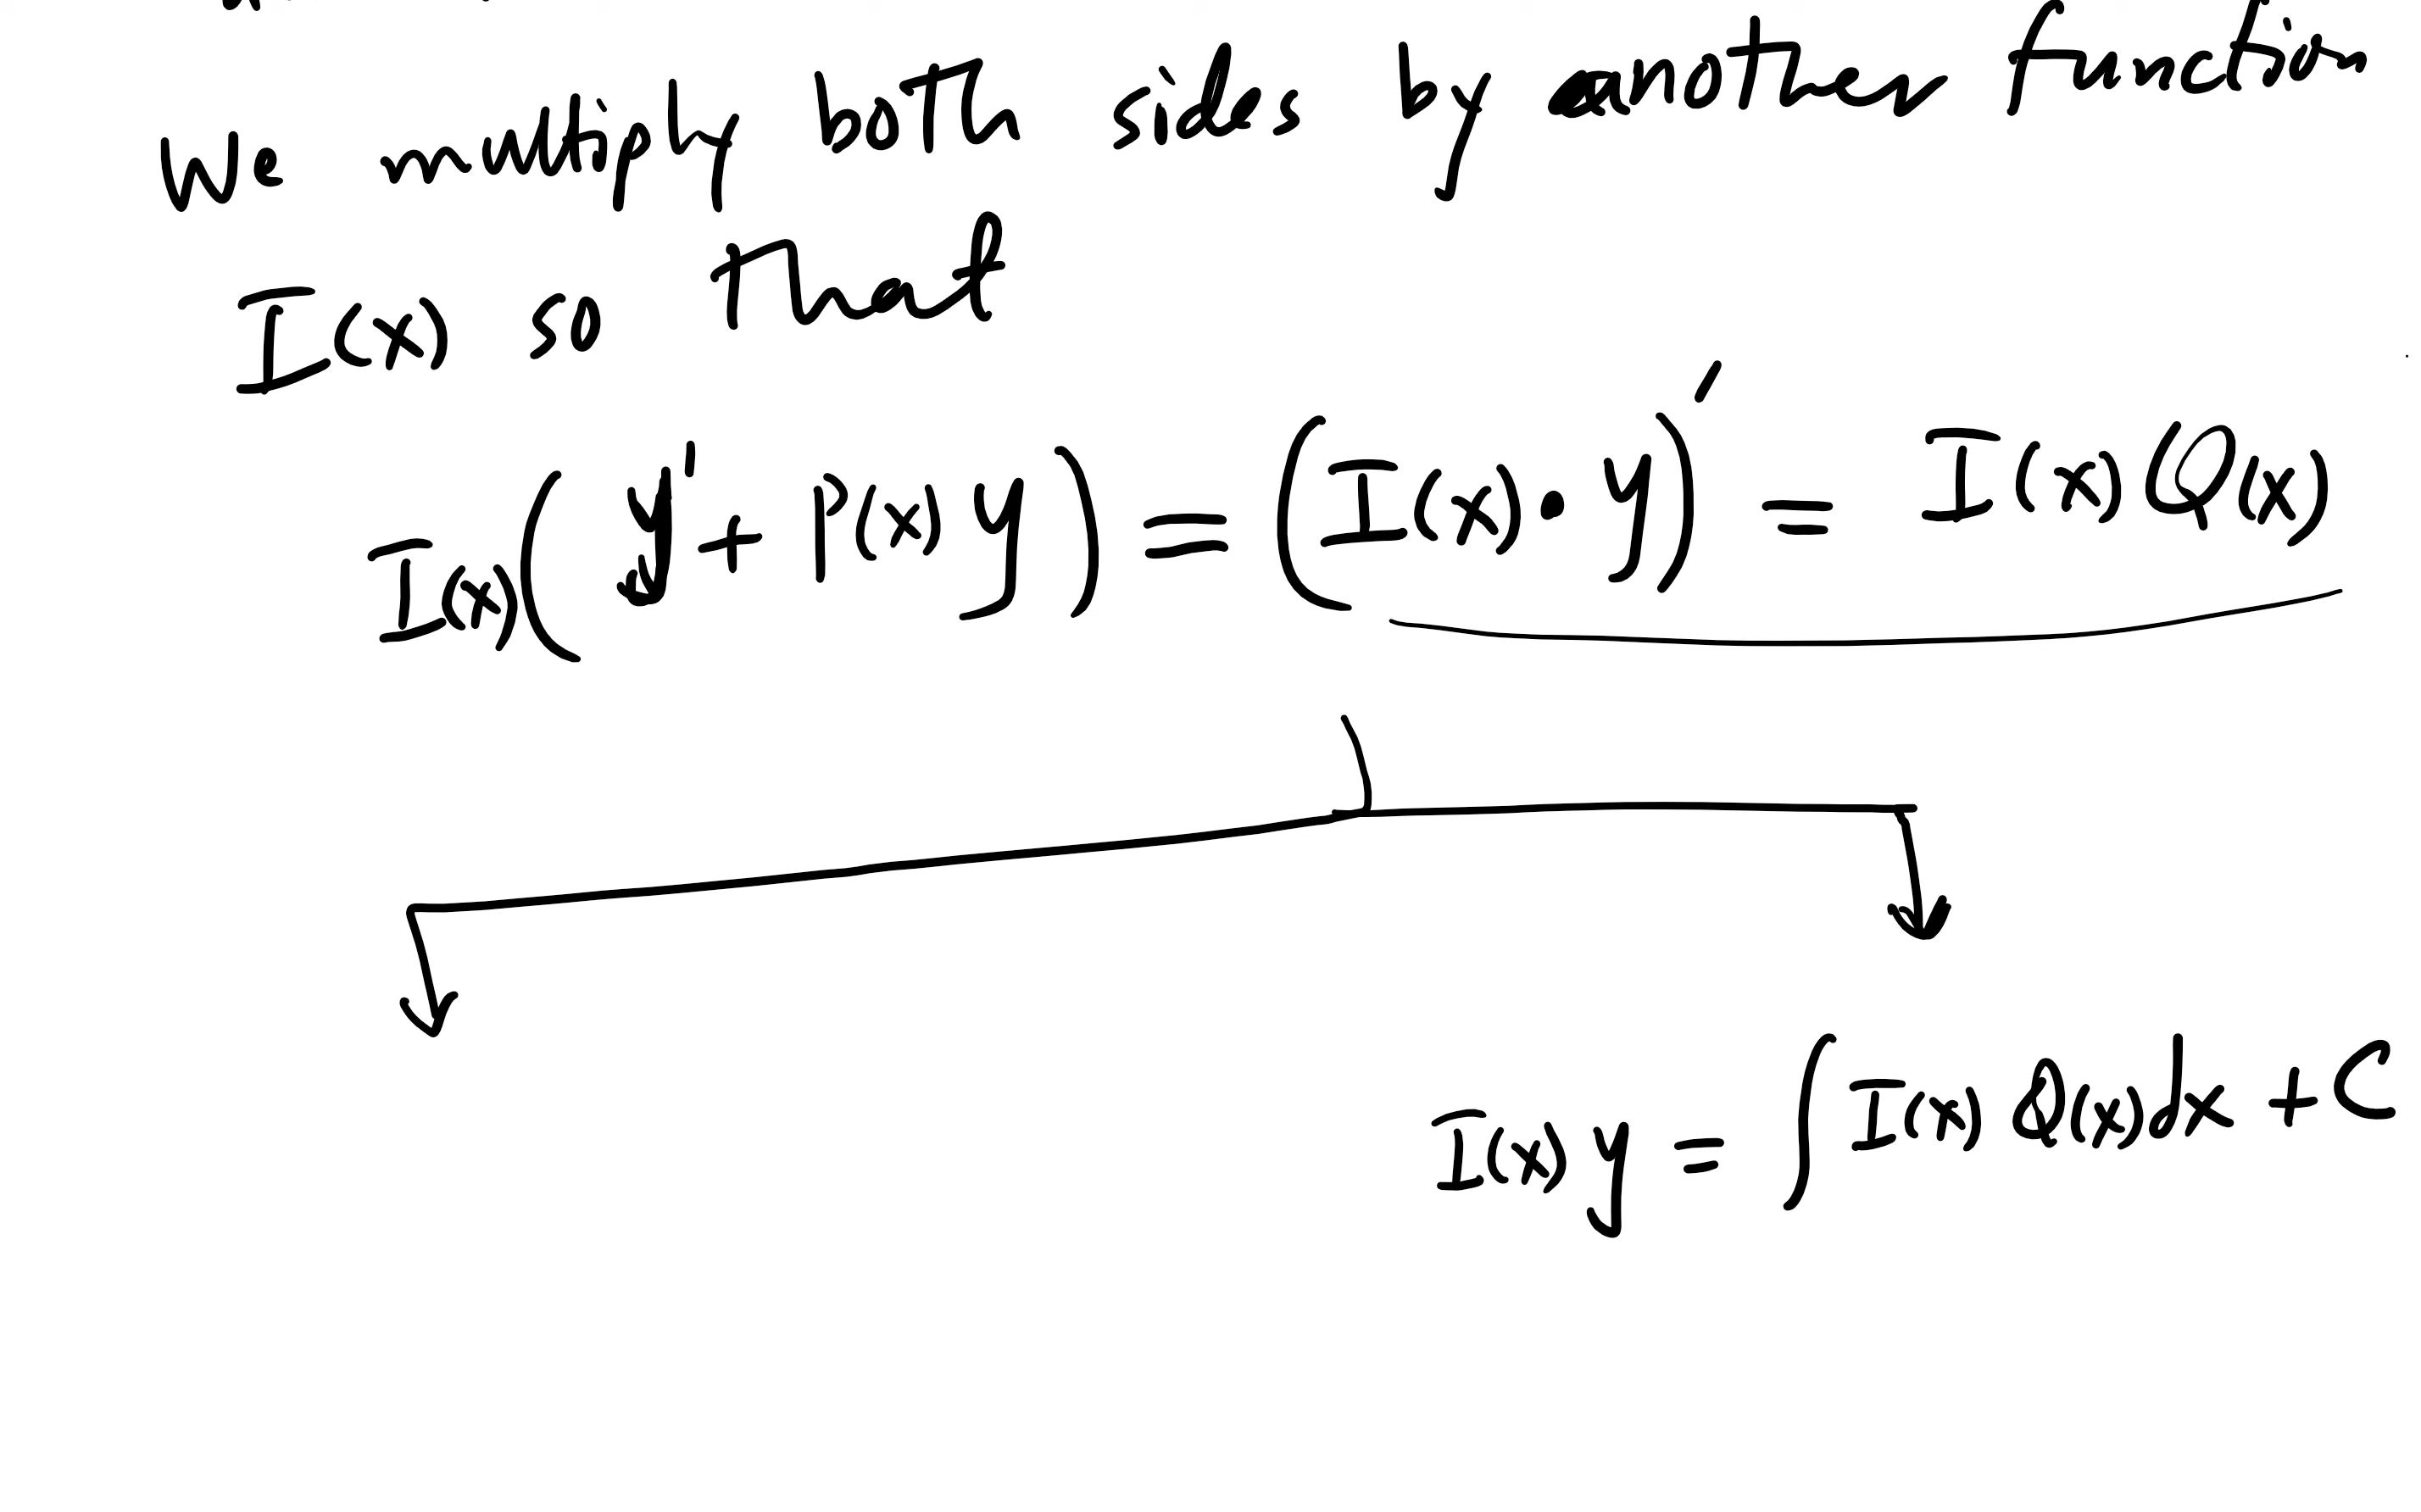 We multiply both sides by another function
I(x) so that
I(x)(y' + P(x)y) = (I(x)·y)' = I(x)Q(x)
I(x)y = ∫I(x)Q(x)dx + C